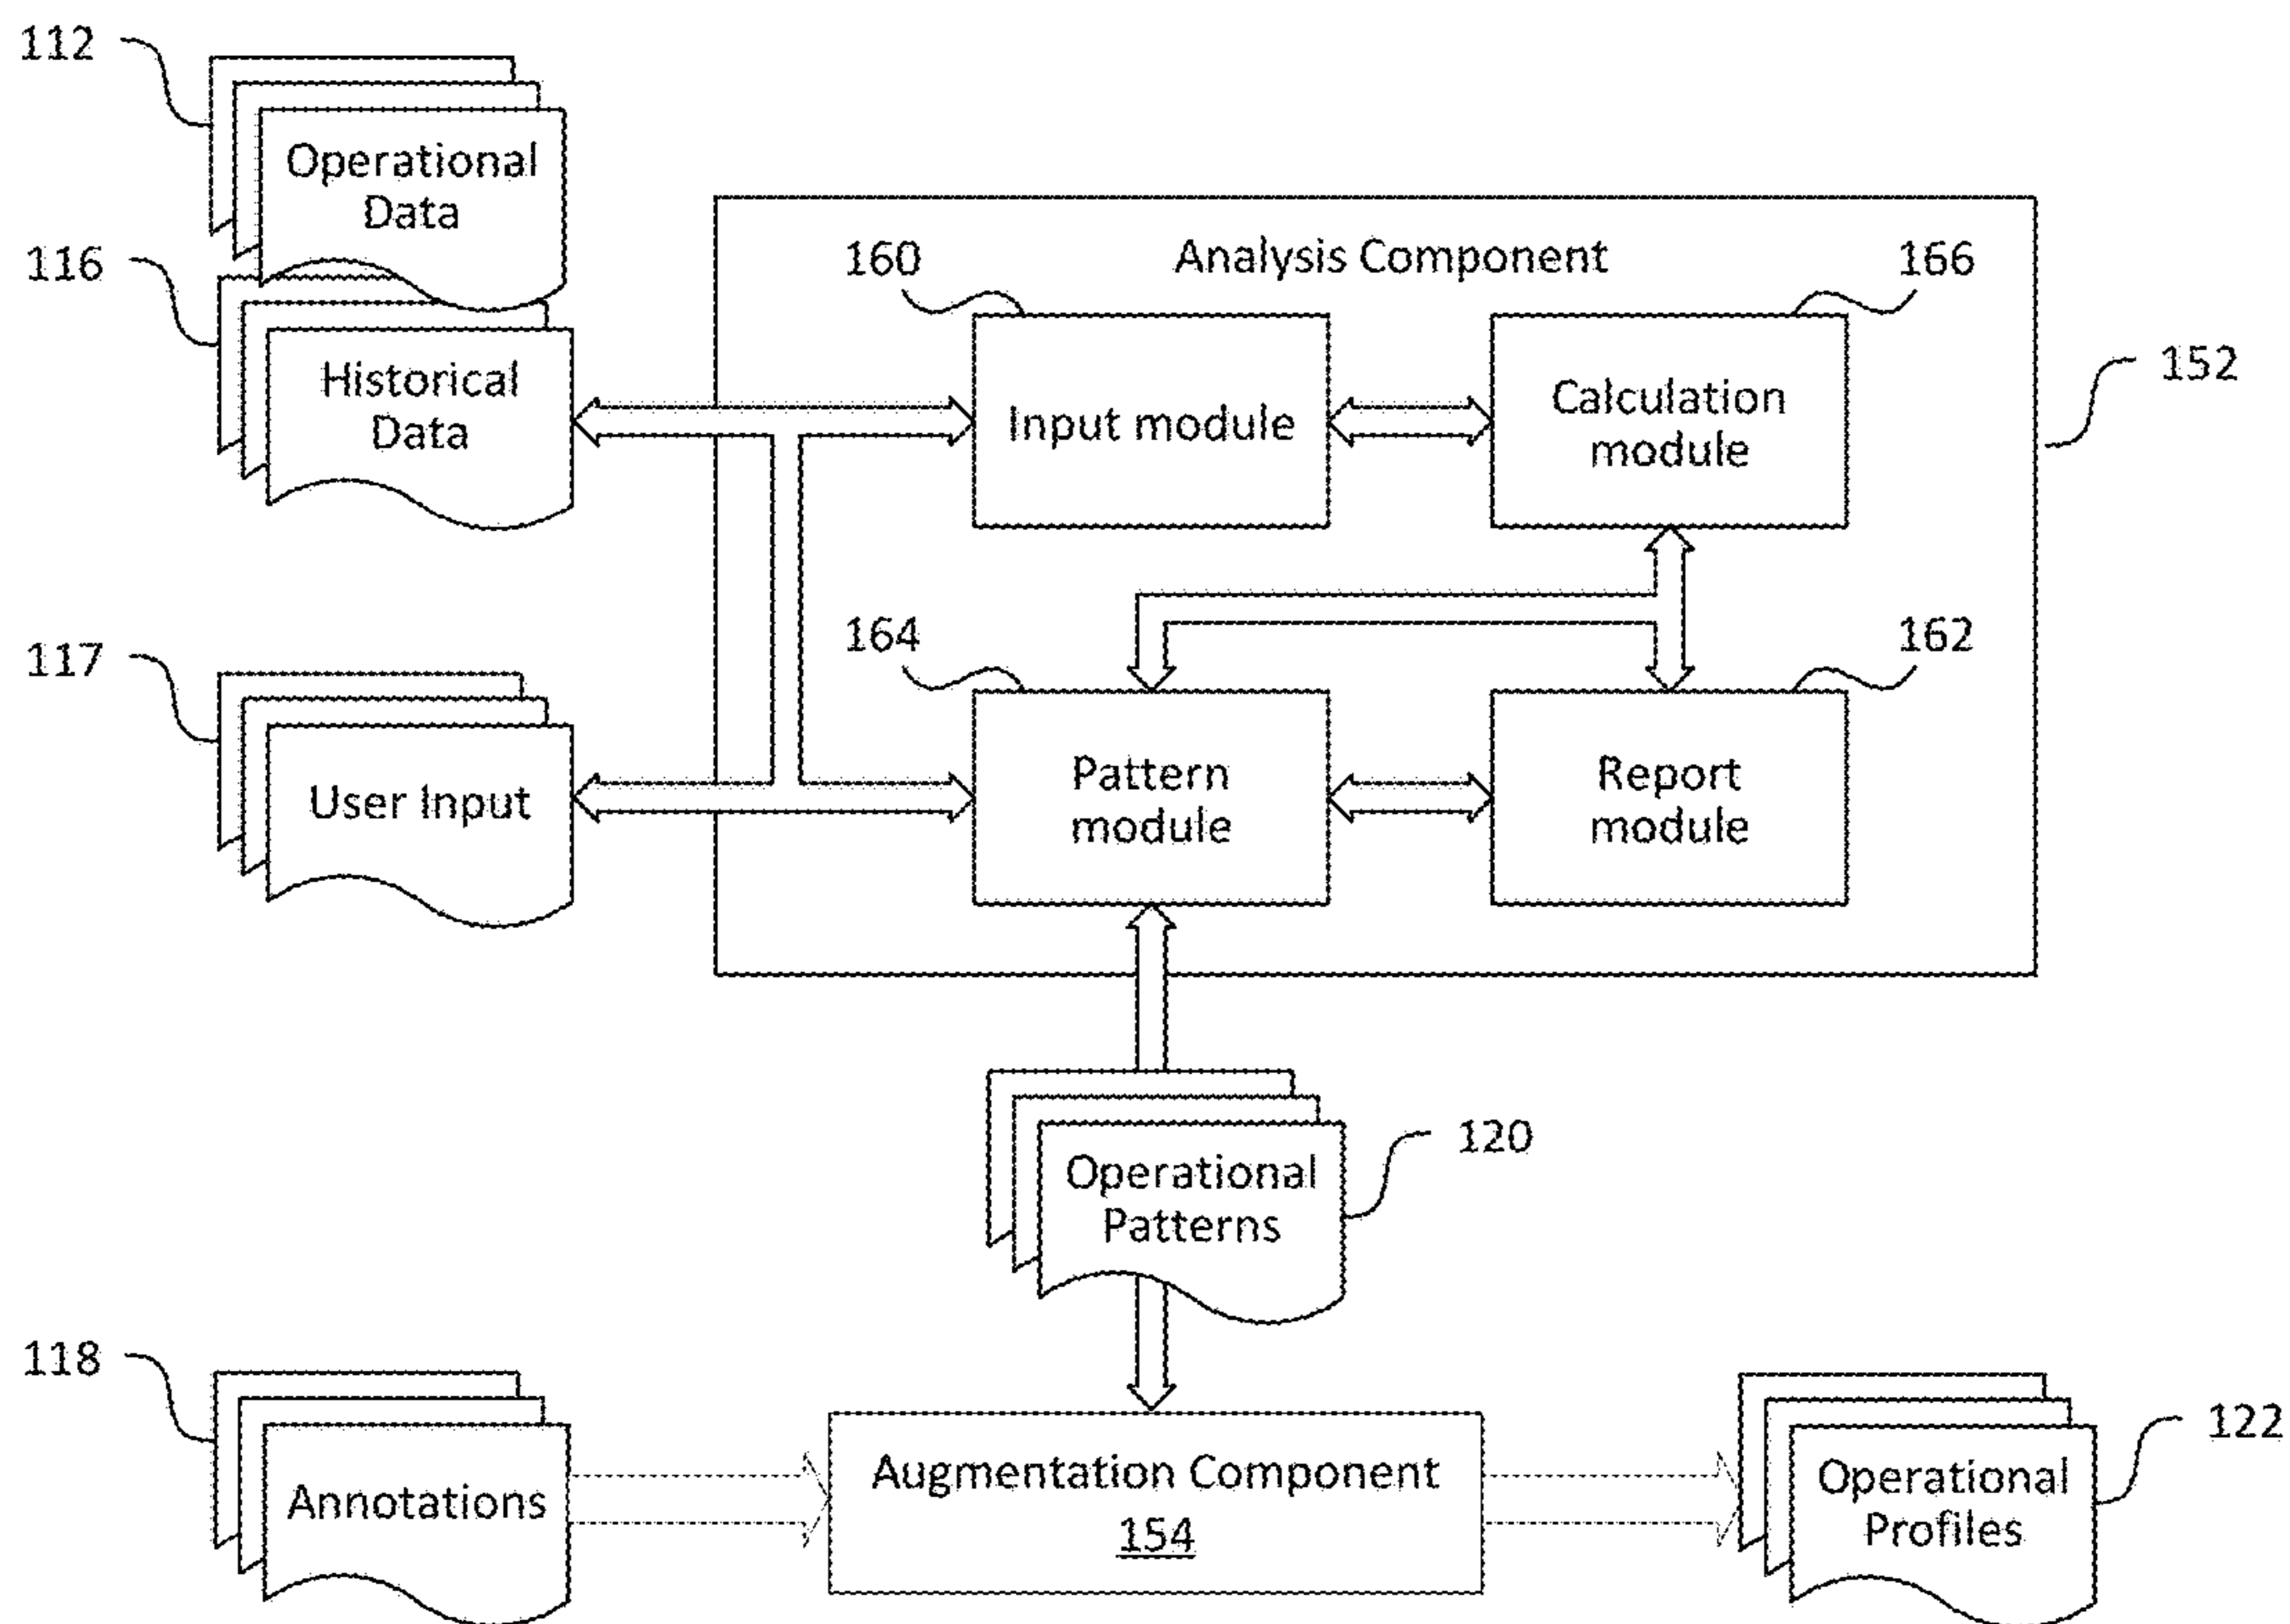 112
Operational
Data
116
Historical
Data
117
User Input
Analysis Component
160
Input module
166
Calculation
module
152
164
Pattern
module
162
Report
module
120
Operational
Patterns
118
Annotations
Augmentation Component
154
122
Operational
Profiles